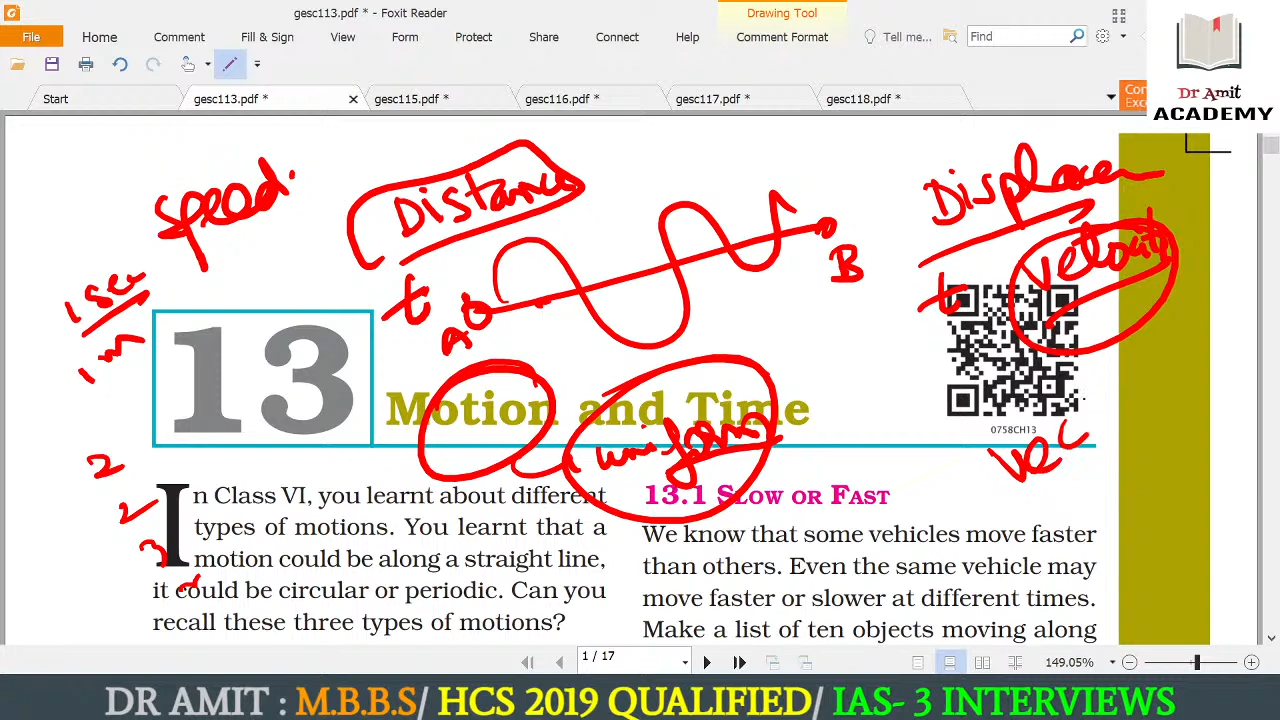 gesc113.pdf * - Foxit Reader
Drawing Tool
File Home Comment Fill & Sign View Form Protect Share Connect Help Comment Format Tell me... Find
Start gesc113.pdf * gesc115.pdf * gesc116.pdf * gesc117.pdf * gesc118.pdf *
Con
Exce
Dr Amit
ACADEMY
Speed.
Distance
t
Displacem
t
Velocity
A
B
1 sec
1 m
13
Motion and Time
uniform
0758CH13
Vec
2
2
3
In Class VI, you learnt about different
types of motions. You learnt that a
motion could be along a straight line,
it could be circular or periodic. Can you
recall these three types of motions?
13.1 SLOW OR FAST
We know that some vehicles move faster
than others. Even the same vehicle may
move faster or slower at different times.
Make a list of ten objects moving along
1 / 17
149.05%
DR AMIT : M.B.B.S/ HCS 2019 QUALIFIED/ IAS- 3 INTERVIEWS